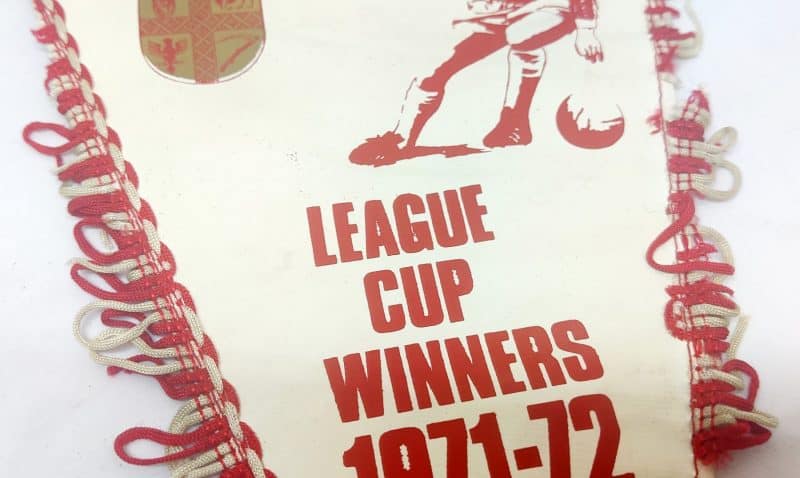 LEAGUE
CUP
WINNERS
1971-72